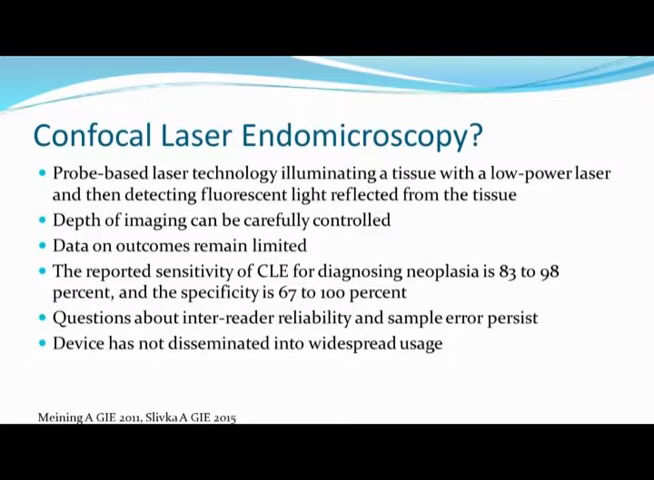 Confocal Laser Endomicroscopy?
• Probe-based laser technology illuminating a tissue with a low-power laser
and then detecting fluorescent light reflected from the tissue
• Depth of imaging can be carefully controlled
• Data on outcomes remain limited
• The reported sensitivity of CLE for diagnosing neoplasia is 83 to 98
percent, and the specificity is 67 to 100 percent
• Questions about inter-reader reliability and sample error persist
• Device has not disseminated into widespread usage
Meining A GIE 2011, Slivka A GIE 2015